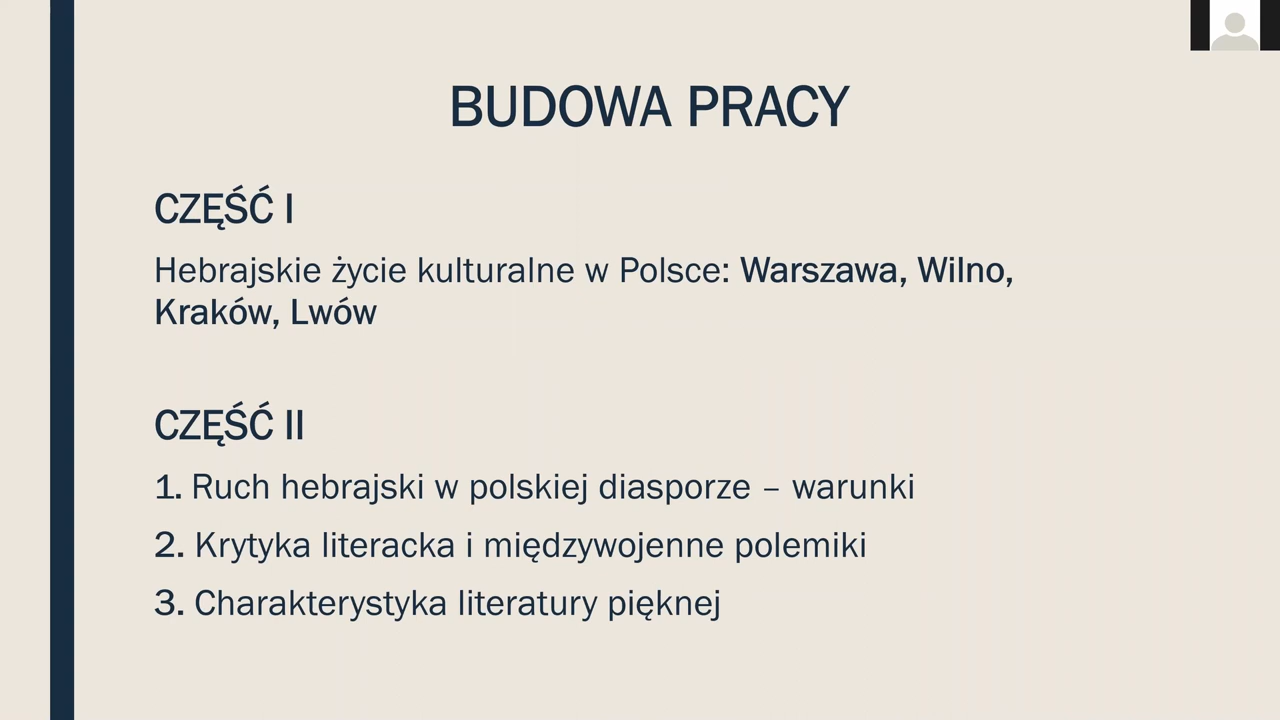 BUDOWA PRACY
CZĘŚĆ I
Hebrajskie życie kulturalne w Polsce: Warszawa, Wilno,
Kraków, Lwów
CZĘŚĆ II
1. Ruch hebrajski w polskiej diasporze – warunki
2. Krytyka literacka i międzywojenne polemiki
3. Charakterystyka literatury pięknej